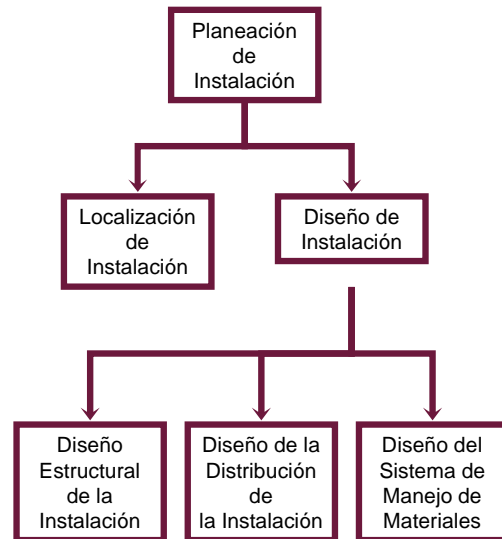 Planeación
de
Instalación
Localización
de
Instalación
Diseño de
Instalación
Diseño
Estructural
de la
Instalación
Diseño de la
Distribución
de
la Instalación
Diseño del
Sistema de
Manejo de
Materiales